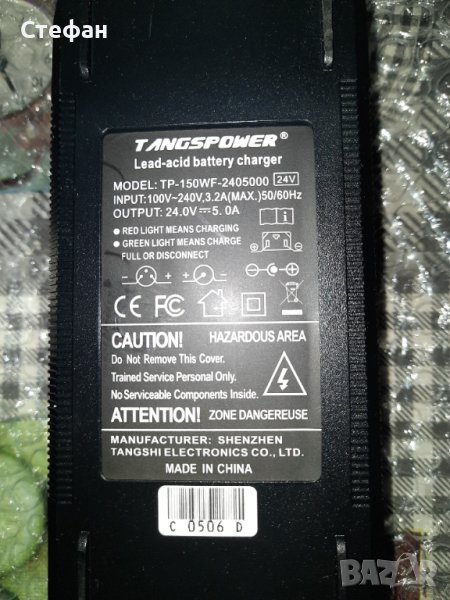 Стефан
TANGSPOWER®
Lead-acid battery charger
MODEL: TP-150WF-2405000 24V
INPUT:100V~240V,3.2A(MAX.)50/60Hz
OUTPUT: 24.0V⎓5.0A
● RED LIGHT MEANS CHARGING
● GREEN LIGHT MEANS CHARGE
FULL OR DISCONNECT
CE FC
CAUTION! HAZARDOUS AREA
Do Not Remove This Cover.
Trained Service Personal Only.
No Serviceable Components Inside.
ATTENTION! ZONE DANGEREUSE
MANUFACTURER: SHENZHEN
TANGSHI ELECTRONICS CO., LTD.
MADE IN CHINA
C 0506 D
BAZAR